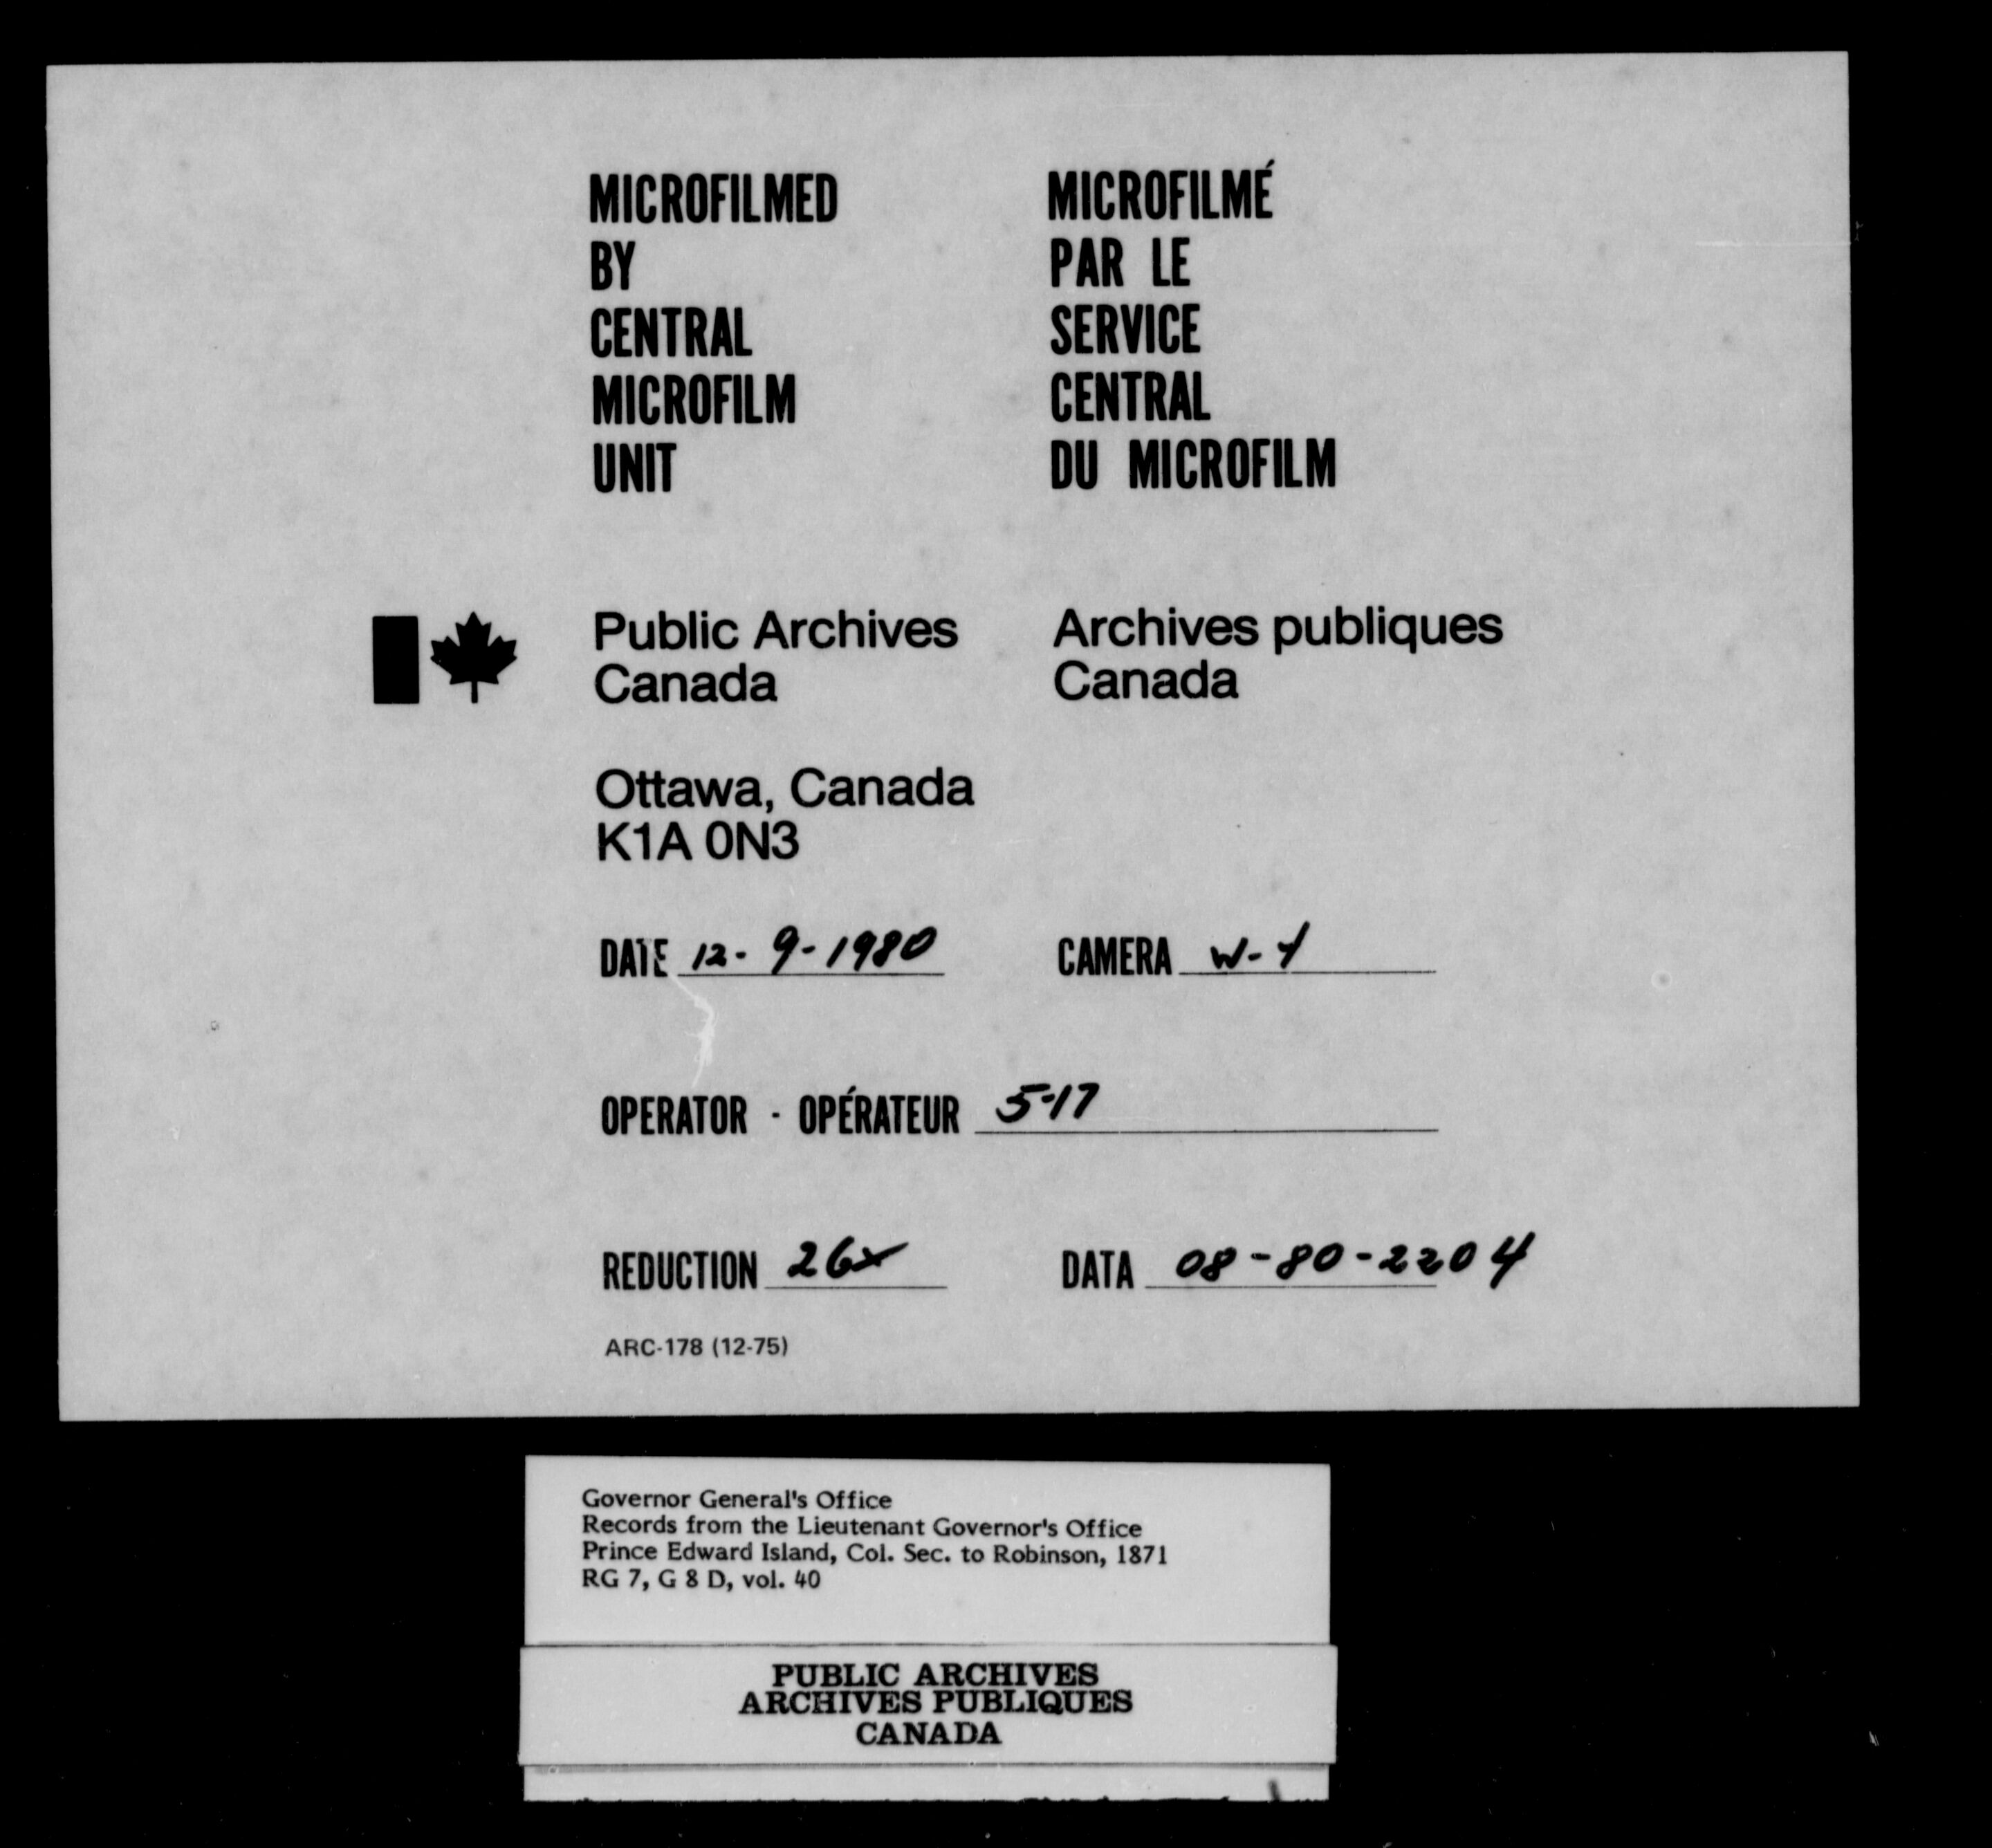 MICROFILMED
BY
CENTRAL
MICROFILM
UNIT
MICROFILMÉ
PAR LE
SERVICE
CENTRAL
DU MICROFILM
Public Archives
Canada
Archives publiques
Canada
Ottawa, Canada
K1A 0N3
DATE 12-9-1980
CAMERA W-4
OPERATOR - OPÉRATEUR 5-17
REDUCTION 26x
DATA 08-80-2204
ARC-178 (12-75)
Governor General's Office
Records from the Lieutenant Governor's Office
Prince Edward Island, Col. Sec. to Robinson, 1871
RG 7, G 8 D, vol. 40
PUBLIC ARCHIVES
ARCHIVES PUBLIQUES
CANADA